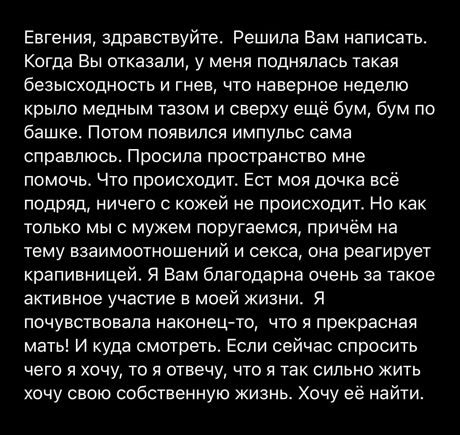 Евгения, здравствуйте.  Решила Вам написать.
Когда Вы отказали, у меня поднялась такая
безысходность и гнев, что наверное неделю
крыло медным тазом и сверху ещё бум, бум по
башке. Потом появился импульс сама
справлюсь. Просила пространство мне
помочь. Что происходит. Ест моя дочка всё
подряд, ничего с кожей не происходит. Но как
только мы с мужем поругаемся, причём на
тему взаимоотношений и секса, она реагирует
крапивницей. Я Вам благодарна очень за такое
активное участие в моей жизни.  Я
почувствовала наконец-то,  что я прекрасная
мать! И куда смотреть. Если сейчас спросить
чего я хочу, то я отвечу, что я так сильно жить
хочу свою собственную жизнь. Хочу её найти.